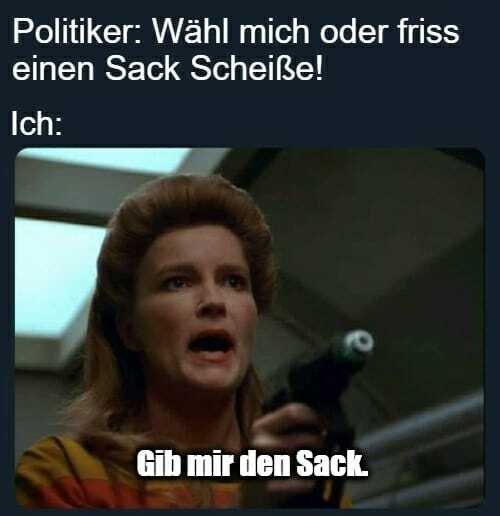 Politiker: Wähl mich oder friss
einen Sack Scheiße!
Ich:
Gib mir den Sack.